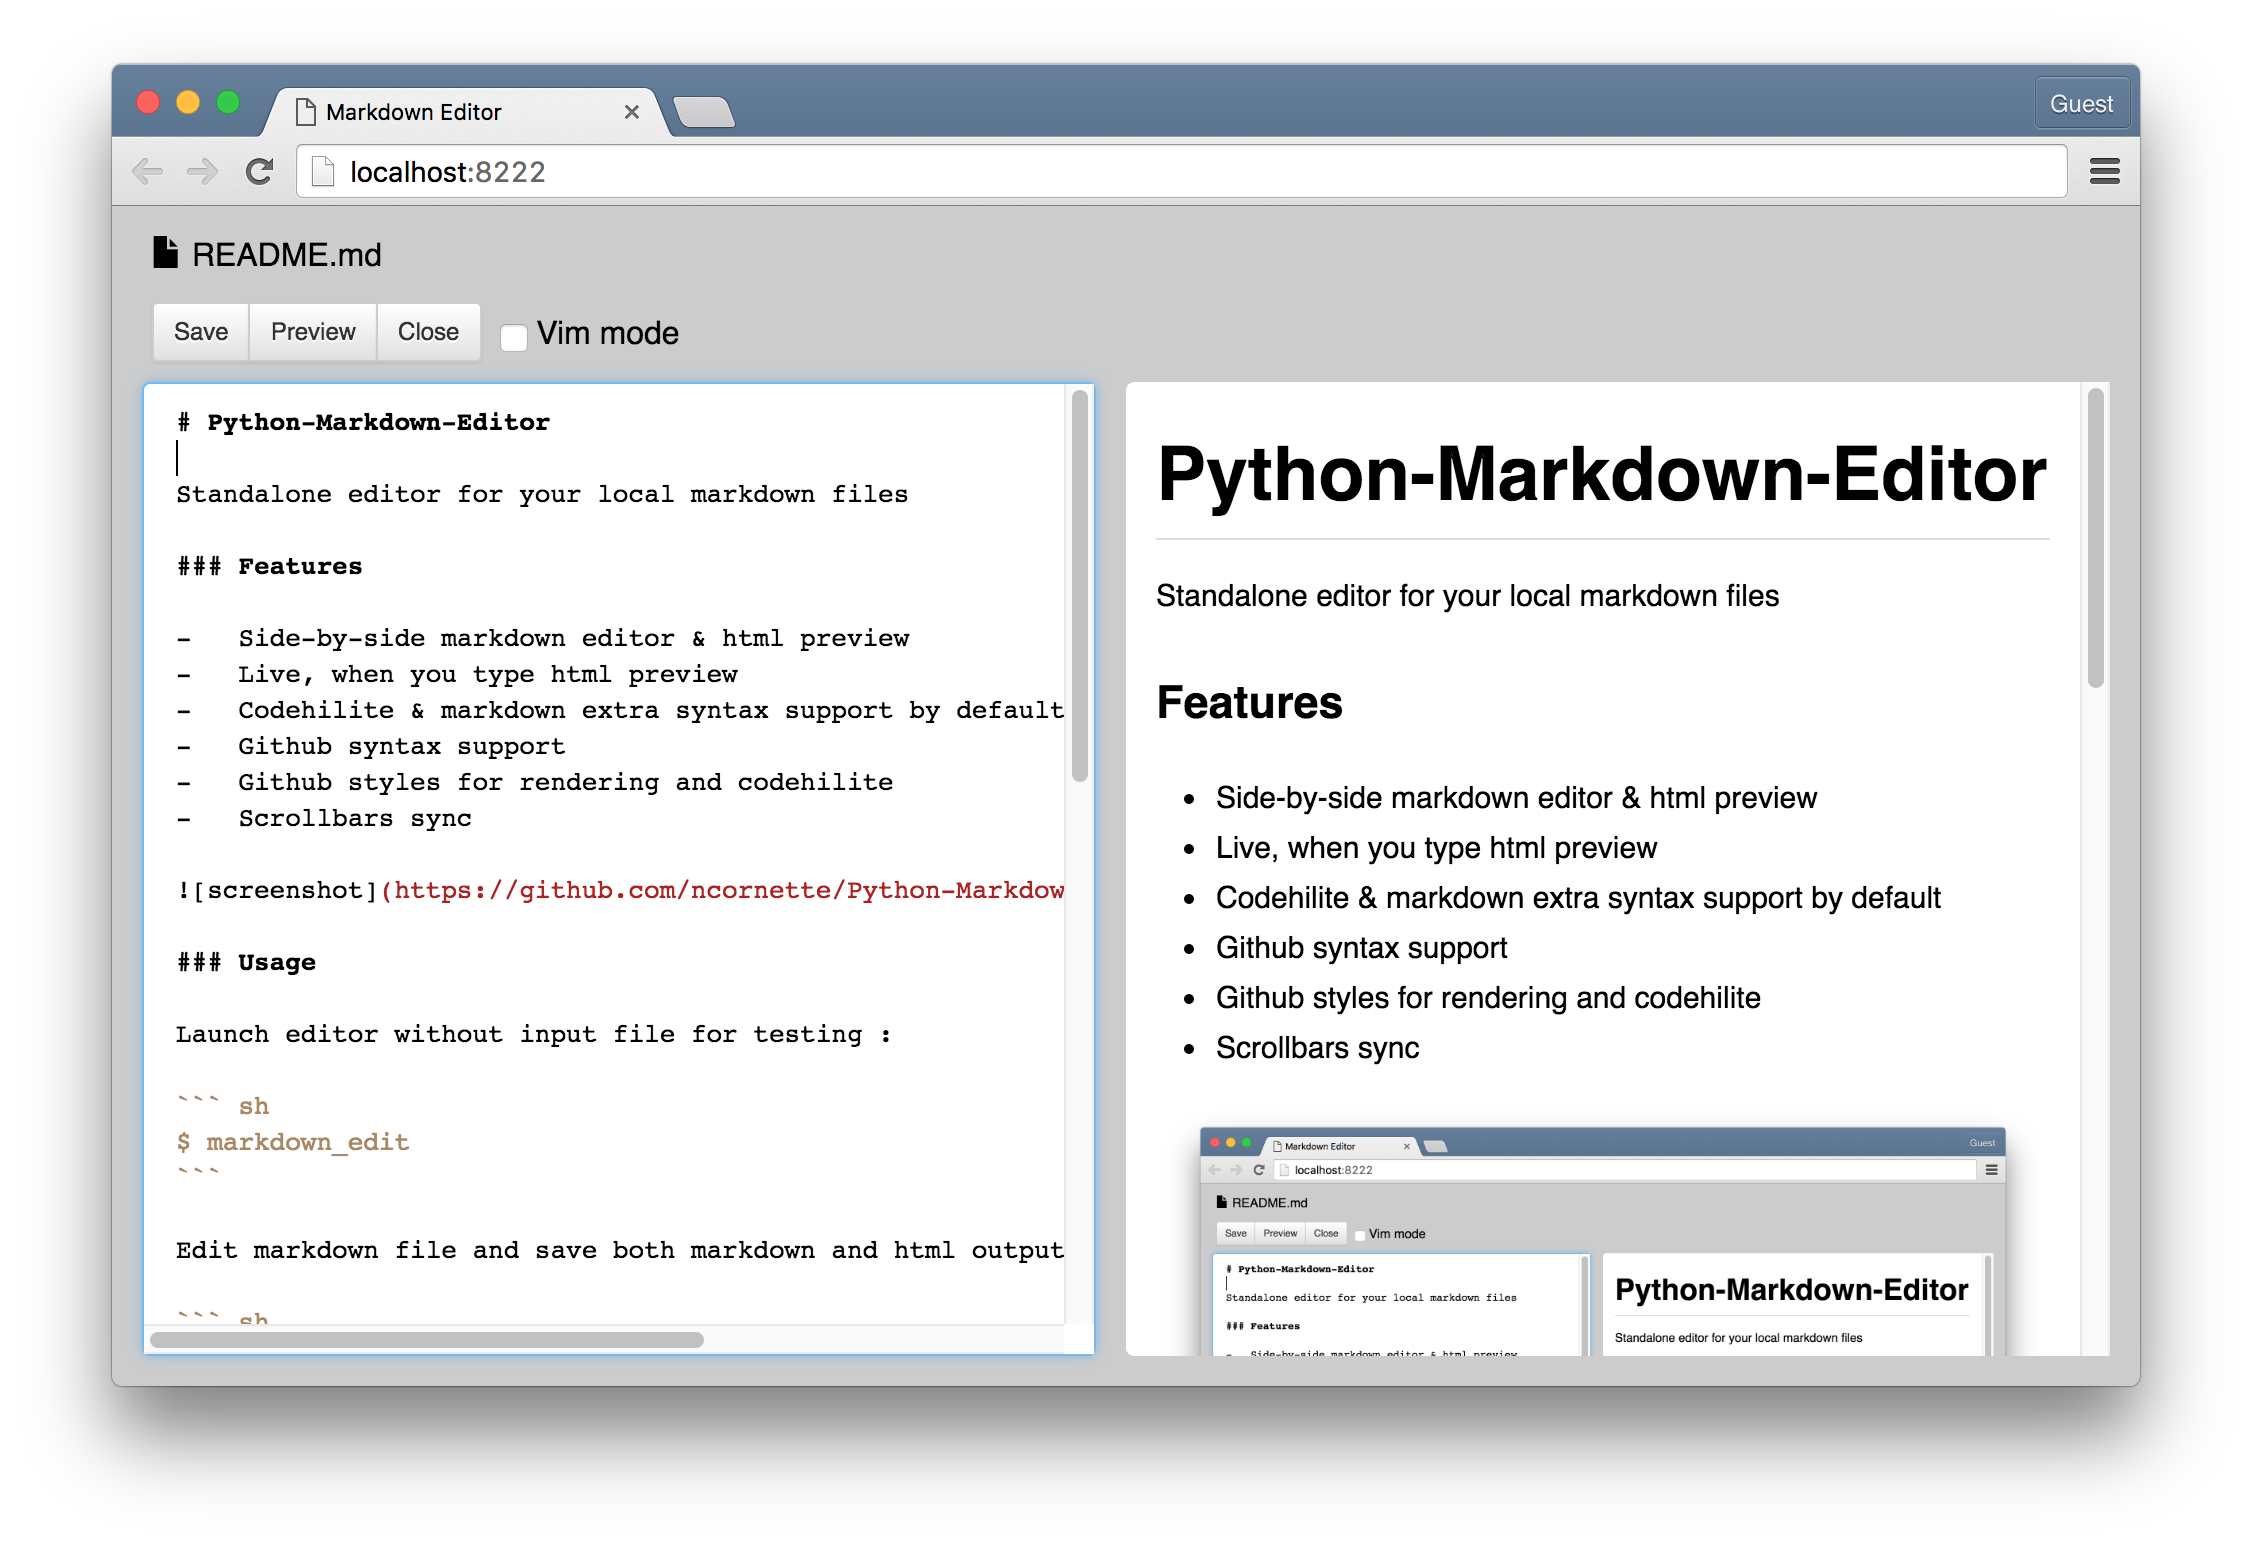 Markdown Editor
Guest
localhost:8222
README.md
Save Preview Close Vim mode
# Python-Markdown-Editor
Standalone editor for your local markdown files
### Features
-   Side-by-side markdown editor & html preview
-   Live, when you type html preview
-   Codehilite & markdown extra syntax support by default
-   Github syntax support
-   Github styles for rendering and codehilite
-   Scrollbars sync
![screenshot](https://github.com/ncornette/Python-Markdow
### Usage
Launch editor without input file for testing :
``` sh
$ markdown_edit
```
Edit markdown file and save both markdown and html output
``` sh
Python-Markdown-Editor
Standalone editor for your local markdown files
Features
• Side-by-side markdown editor & html preview
• Live, when you type html preview
• Codehilite & markdown extra syntax support by default
• Github syntax support
• Github styles for rendering and codehilite
• Scrollbars sync
Markdown Editor
Guest
localhost:8222
README.md
Save Preview Close Vim mode
# Python-Markdown-Editor
Standalone editor for your local markdown files
### Features
-   Side-by-side markdown editor & html preview
Python-Markdown-Editor
Standalone editor for your local markdown files